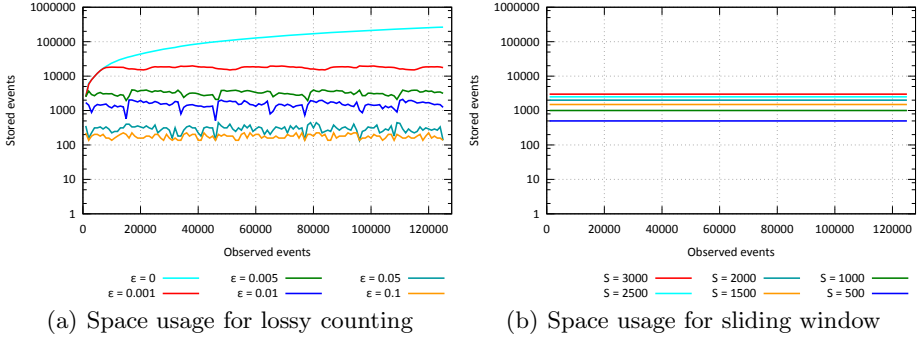 1000000
100000
10000
1000
100
10
1
Stored events
0 20000 40000 60000 80000 100000 120000
Observed events
ε = 0 ε = 0.005 ε = 0.05
ε = 0.001 ε = 0.01 ε = 0.1
(a) Space usage for lossy counting
1000000
100000
10000
1000
100
10
1
Stored events
0 20000 40000 60000 80000 100000 120000
Observed events
S = 3000 S = 2000 S = 1000
S = 2500 S = 1500 S = 500
(b) Space usage for sliding window